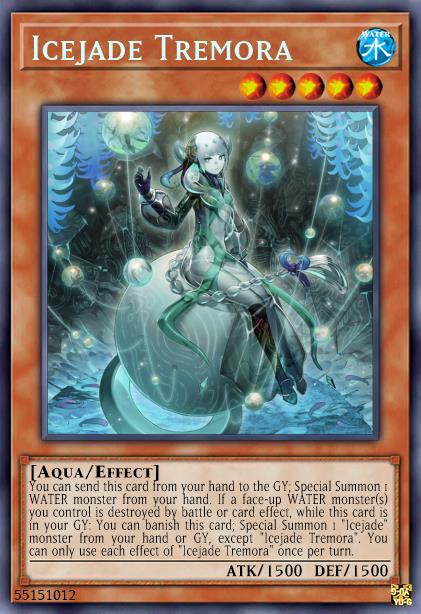 Icejade Tremora
WATER
水
[Aqua/Effect]
You can send this card from your hand to the GY; Special Summon 1
WATER monster from your hand. If a face-up WATER monster(s)
you control is destroyed by battle or card effect, while this card is
in your GY: You can banish this card; Special Summon 1 "Icejade"
monster from your hand or GY, except "Icejade Tremora". You
can only use each effect of "Icejade Tremora" once per turn.
ATK/1500 DEF/1500
55151012